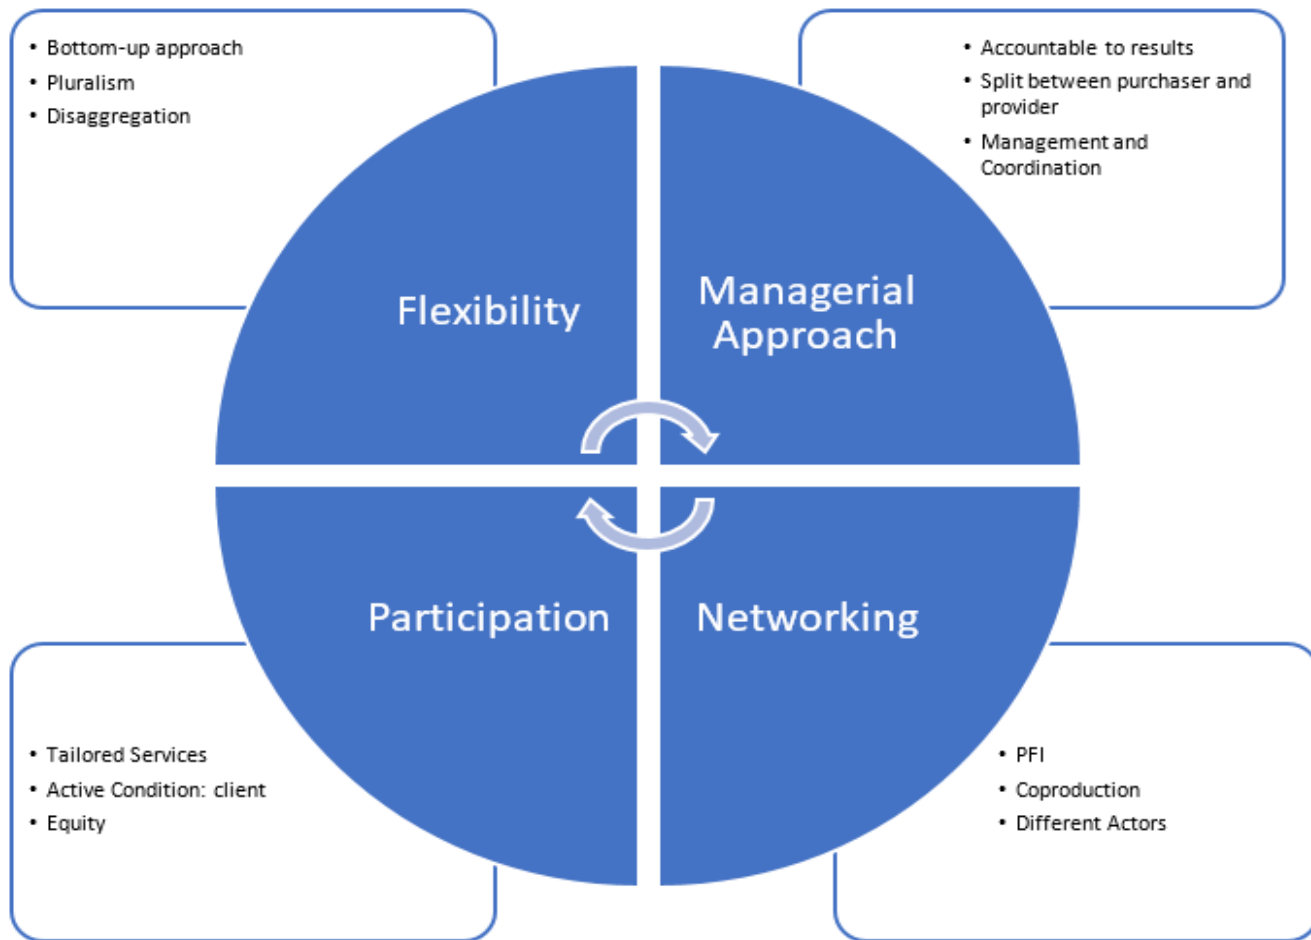 • Bottom-up approach
• Pluralism
• Disaggregation
• Accountable to results
• Split between purchaser and
provider
• Management and
Coordination
Flexibility
Managerial
Approach
Participation
Networking
• Tailored Services
• Active Condition: client
• Equity
• PFI
• Coproduction
• Different Actors